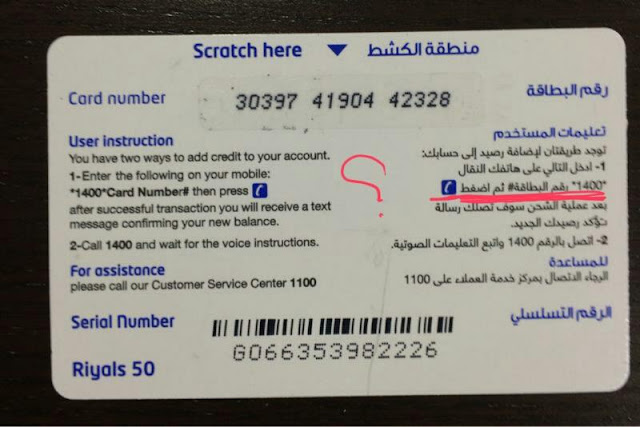 Scratch here ▼ منطقة الكشط
Card number 30397 41904 42328 رقم البطاقة
User instruction
You have two ways to add credit to your account.
1-Enter the following on your mobile:
*1400*Card Number# then press
after successful transaction you will receive a text
message confirming your new balance.
2-Call 1400 and wait for the voice instructions.
For assistance
please call our Customer Service Center 1100
تعليمات المستخدم
توجد طريقتان لإضافة رصيد إلى حسابك:
1- ادخل التالي على هاتفك النقال
*1400* رقم البطاقة# ثم اضغط
بعد عملية الشحن سوف تصلك رسالة
تؤكد رصيدك الجديد.
2- اتصل بالرقم 1400 واتبع التعليمات الصوتية.
للمساعدة
الرجاء الاتصال بمركز خدمة العملاء على 1100
Serial Number الرقم التسلسلي
G066353982226
Riyals 50
؟